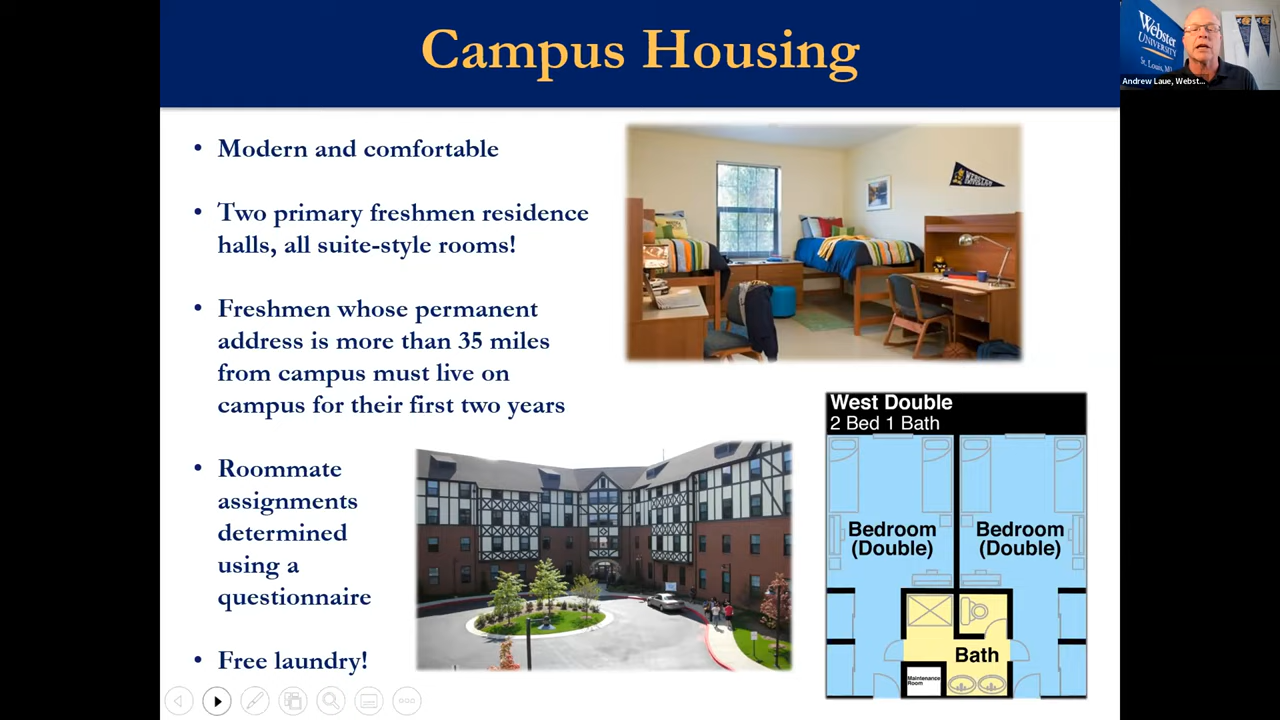 Campus Housing
Webster
UNIVERSITY
St. Louis, MO
Andrew Laue, Webst...
• Modern and comfortable
• Two primary freshmen residence
halls, all suite-style rooms!
• Freshmen whose permanent
address is more than 35 miles
from campus must live on
campus for their first two years
• Roommate
assignments
determined
using a
questionnaire
• Free laundry!
WEBSTER
West Double
2 Bed 1 Bath
Bedroom
(Double)
Bedroom
(Double)
Bath
Maintenance
Room